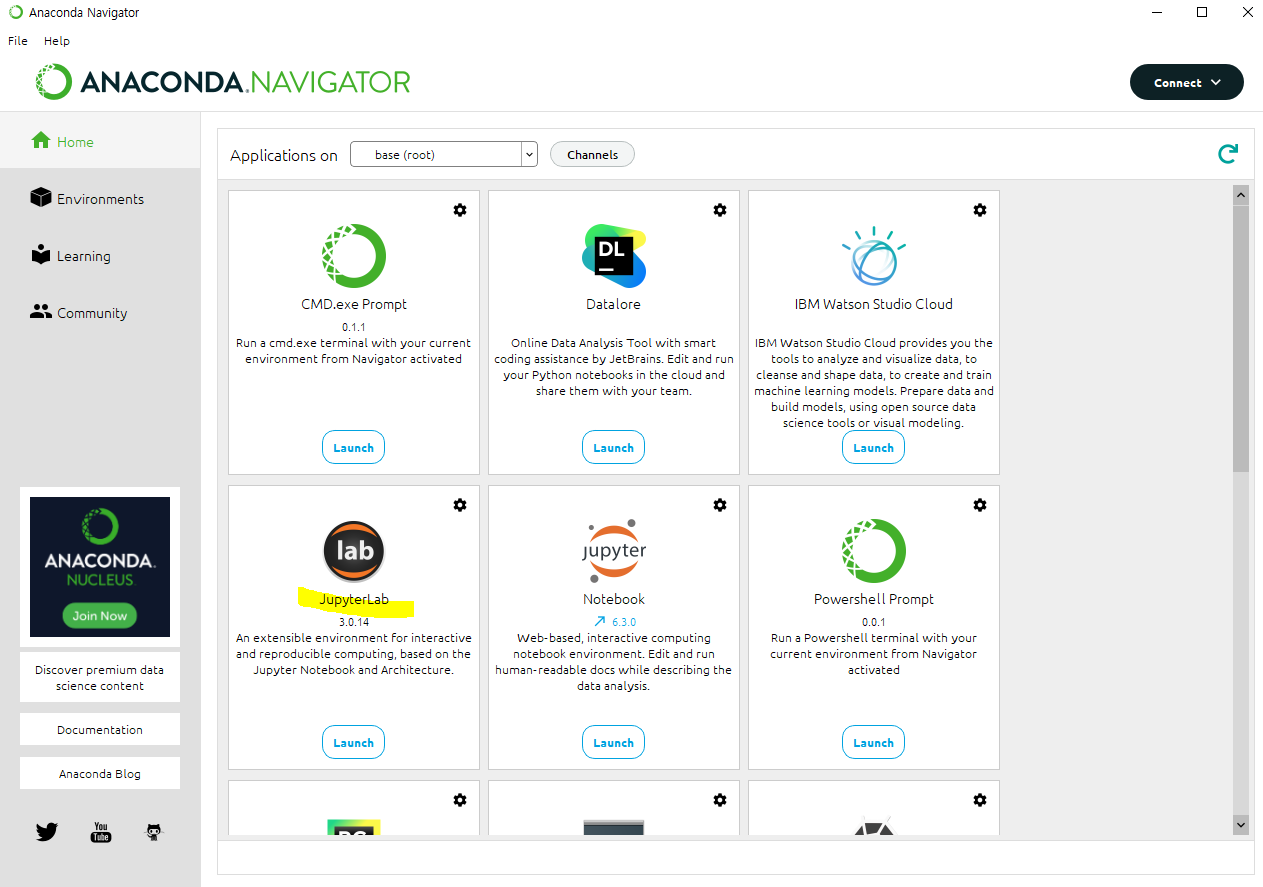 Anaconda Navigator
File Help
ANACONDA.NAVIGATOR
Connect
Home
Environments
Learning
Community
ANACONDA.
NUCLEUS
Join Now
Discover premium data
science content
Documentation
Anaconda Blog
You
Tube
Applications on base (root) Channels
CMD.exe Prompt
0.1.1
Run a cmd.exe terminal with your current
environment from Navigator activated
Launch
DL
Datalore
Online Data Analysis Tool with smart
coding assistance by JetBrains. Edit and run
your Python notebooks in the cloud and
share them with your team.
Launch
IBM Watson Studio Cloud
IBM Watson Studio Cloud provides you the
tools to analyze and visualize data, to
cleanse and shape data, to create and train
machine learning models. Prepare data and
build models, using open source data
science tools or visual modeling.
Launch
lab
JupyterLab
3.0.14
An extensible environment for interactive
and reproducible computing, based on the
Jupyter Notebook and Architecture.
Launch
jupyter
Notebook
6.3.0
Web-based, interactive computing
notebook environment. Edit and run
human-readable docs while describing the
data analysis.
Launch
Powershell Prompt
0.0.1
Run a Powershell terminal with your
current environment from Navigator
activated
Launch